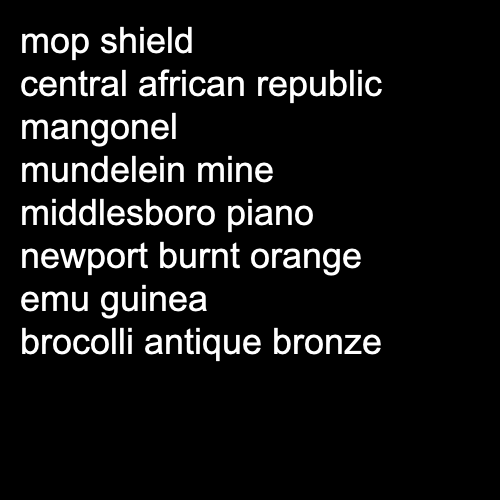 mop shield
central african republic
mangonel
mundelein mine
middlesboro piano
newport burnt orange
emu guinea
brocolli antique bronze